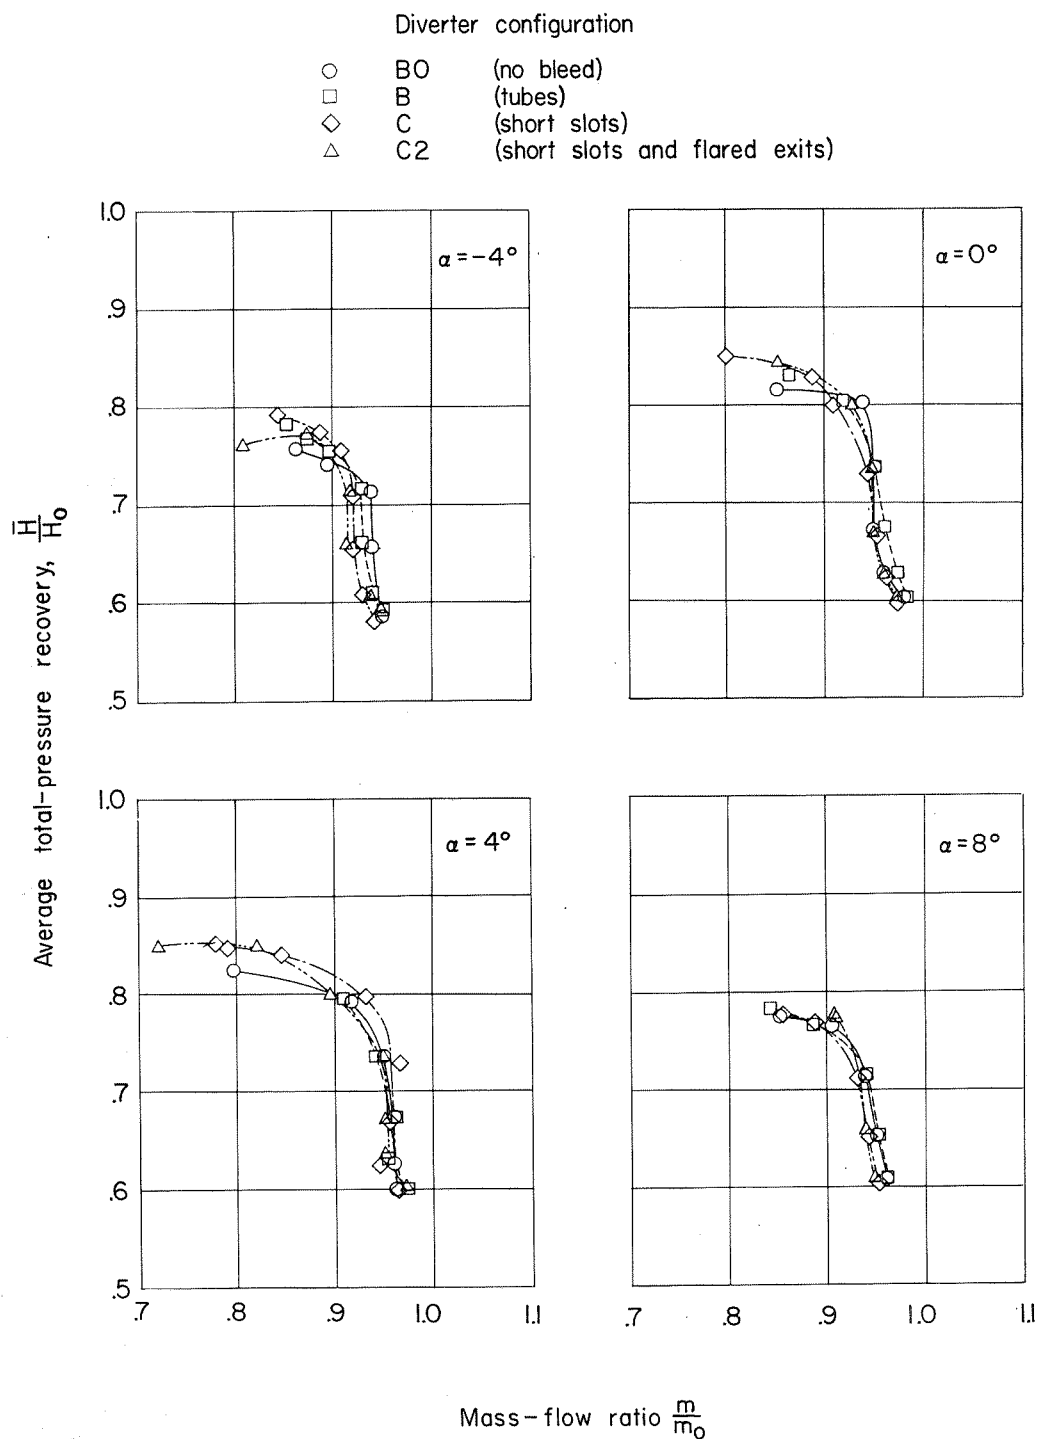 Diverter configuration
BO (no bleed)
B (tubes)
C (short slots)
C2 (short slots and flared exits)
1.0
.9
.8
.7
.6
.5
α = −4°
α = 0°
Average total-pressure recovery, H̄/H₀
1.0
.9
.8
.7
.6
.5
α = 4°
α = 8°
.7 .8 .9 1.0 1.1
.7 .8 .9 1.0 1.1
Mass-flow ratio m/m₀